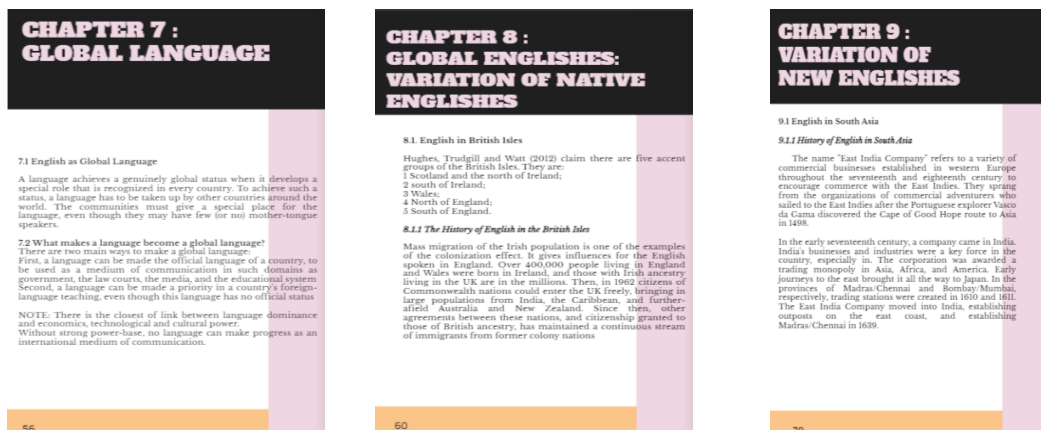 CHAPTER 7 :
GLOBAL LANGUAGE
7.1 English as Global Language
A language achieves a genuinely global status when it develops a
special role that is recognized in every country. To achieve such a
status, a language has to be taken up by other countries around the
world. The communities must give a special place for the
language, even though they may have few (or no) mother-tongue
speakers.
7.2 What makes a language become a global language?
There are two main ways to make a global language:
First, a language can be made the official language of a country, to
be used as a medium of communication in such domains as
government, the law courts, the media, and the educational system
Second, a language can be made a priority in a country's foreign-
language teaching, even though this language has no official status
NOTE: There is the closest of link between language dominance
and economics, technological and cultural power.
Without strong power-base, no language can make progress as an
international medium of communication.
56
CHAPTER 8 :
GLOBAL ENGLISHES:
VARIATION OF NATIVE
ENGLISHES
8.1. English in British Isles
Hughes, Trudgill and Watt (2012) claim there are five accent
groups of the British Isles. They are:
1 Scotland and the north of Ireland;
2 south of Ireland;
3 Wales;
4 North of England;
5 South of England.
8.1.1 The History of English in the British Isles
Mass migration of the Irish population is one of the examples
of the colonization effect. It gives influences for the English
spoken in England. Over 400,000 people living in England
and Wales were born in Ireland, and those with Irish ancestry
living in the UK are in the millions. Then, in 1962 citizens of
Commonwealth nations could enter the UK freely, bringing in
large populations from India, the Caribbean, and further-
afield Australia and New Zealand. Since then, other
agreements between these nations, and citizenship granted to
those of British ancestry, has maintained a continuous stream
of immigrants from former colony nations
60
CHAPTER 9 :
VARIATION OF
NEW ENGLISHES
9.1 English in South Asia
9.1.1 History of English in South Asia
The name "East India Company" refers to a variety of
commercial businesses established in western Europe
throughout the seventeenth and eighteenth century to
encourage commerce with the East Indies. They sprang
from the organizations of commercial adventurers who
sailed to the East Indies after the Portuguese explorer Vasco
da Gama discovered the Cape of Good Hope route to Asia
in 1498.
In the early seventeenth century, a company came in India.
India's businesses and industries were a key force in the
country, especially in. The corporation was awarded a
trading monopoly in Asia, Africa, and America. Early
journeys to the east brought it all the way to Japan. In the
provinces of Madras/Chennai and Bombay/Mumbai,
respectively, trading stations were created in 1610 and 1611.
The East India Company moved into India, establishing
outposts on the east coast, and establishing
Madras/Chennai in 1639.